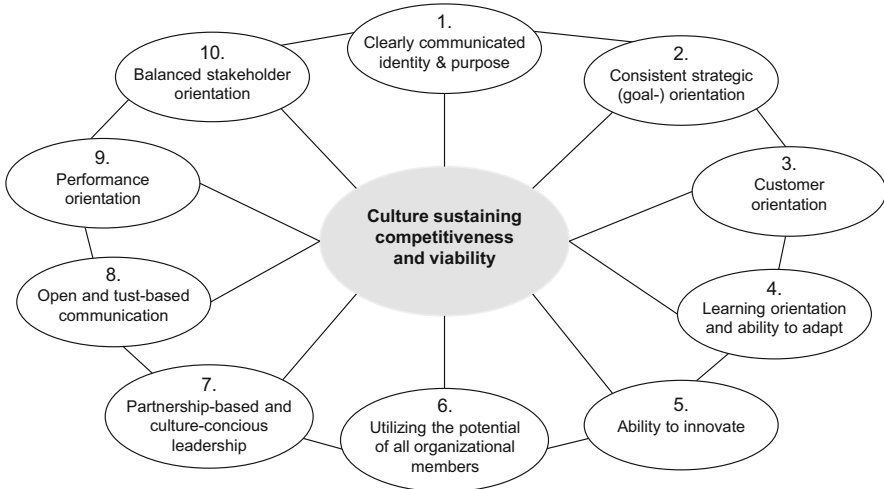 1.
Clearly communicated
identity & purpose
2.
Consistent strategic
(goal-) orientation
3.
Customer
orientation
4.
Learning orientation
and ability to adapt
5.
Ability to innovate
6.
Utilizing the potential
of all organizational
members
7.
Partnership-based and
culture-concious
leadership
8.
Open and tust-based
communication
9.
Performance
orientation
10.
Balanced stakeholder
orientation
Culture sustaining
competitiveness
and viability